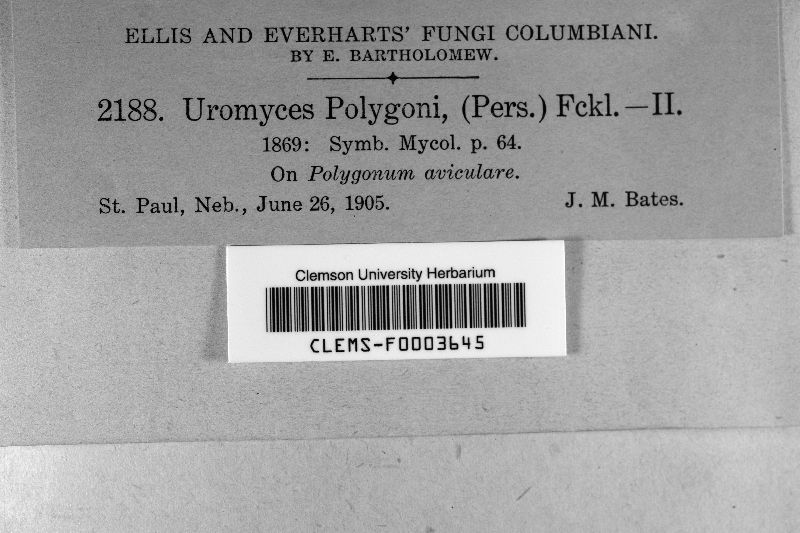 ELLIS AND EVERHARTS' FUNGI COLUMBIANI.
BY E. BARTHOLOMEW.
2188. Uromyces Polygoni, (Pers.) Fckl.—II.
1869: Symb. Mycol. p. 64.
On Polygonum aviculare.
St. Paul, Neb., June 26, 1905. J. M. Bates.
Clemson University Herbarium
CLEMS-F0003645